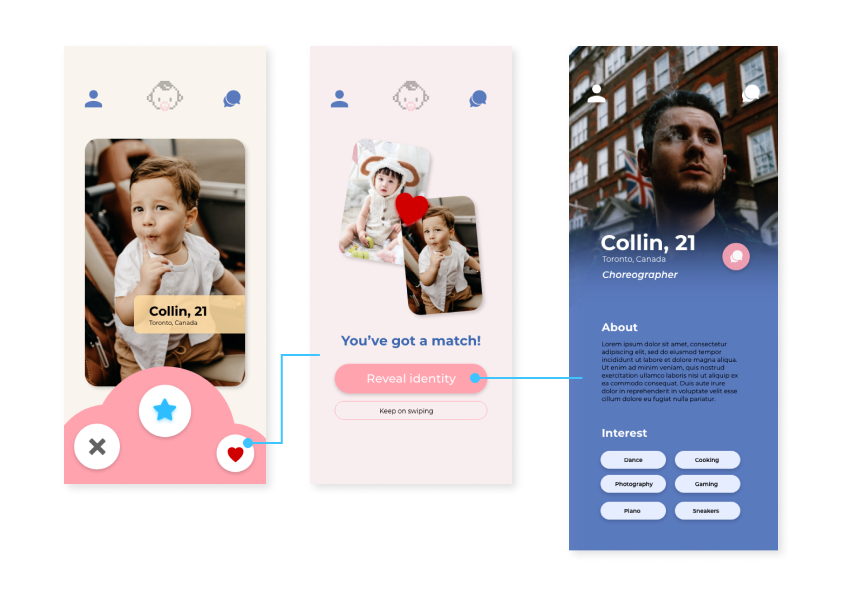 Collin, 21
Toronto, Canada
You've got a match!
Reveal identity
Keep on swiping
Collin, 21
Toronto, Canada
Choreographer
About
Lorem ipsum dolor sit amet, consectetur
adipiscing elit, sed do eiusmod tempor
incididunt ut labore et dolore magna aliqua.
Ut enim ad minim veniam, quis nostrud
exercitation ullamco laboris nisi ut aliquip ex
ea commodo consequat. Duis aute irure
dolor in reprehenderit in voluptate velit esse
cillum dolore eu fugiat nulla pariatur.
Interest
Dance
Cooking
Photography
Gaming
Piano
Sneakers